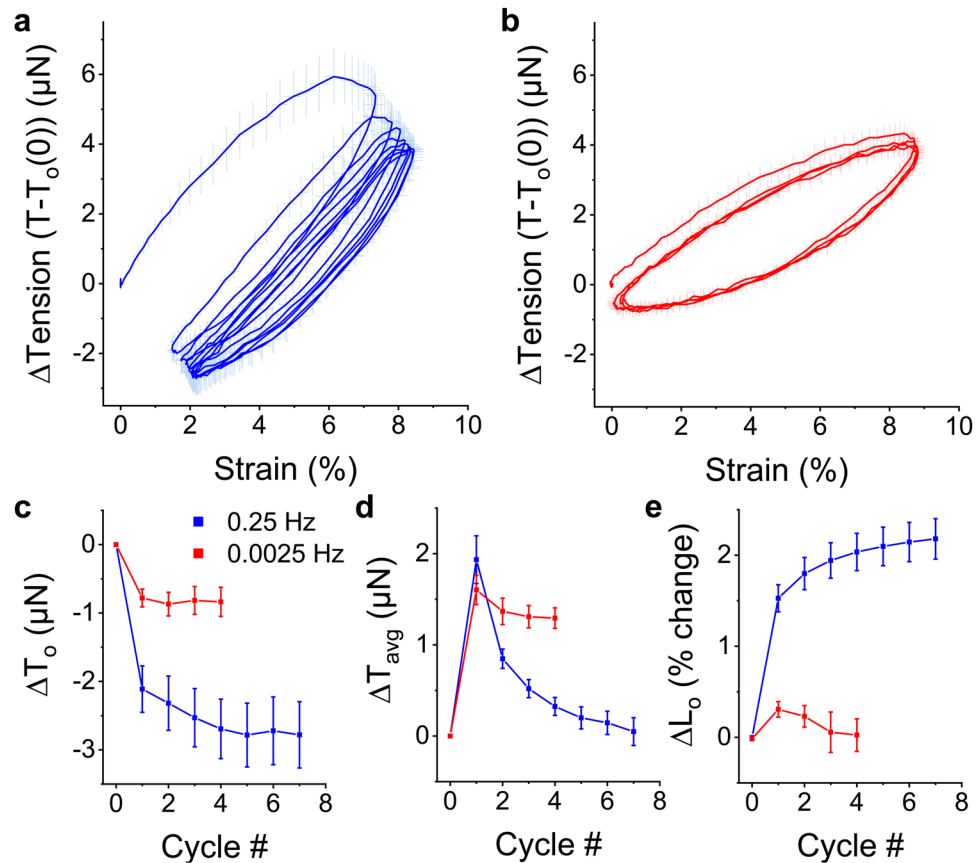 a
b
ΔTension (T-Tₒ(0)) (µN)
6
4
2
0
-2
0 2 4 6 8 10
Strain (%)
ΔTension (T-Tₒ(0)) (µN)
6
4
2
0
-2
0 2 4 6 8 10
Strain (%)
c
d
e
0.25 Hz
0.0025 Hz
ΔTₒ (µN)
0
-1
-2
-3
0 2 4 6 8
Cycle #
ΔTavg (µN)
2
1
0
0 2 4 6 8
Cycle #
ΔLₒ (% change)
2
1
0
0 2 4 6 8
Cycle #